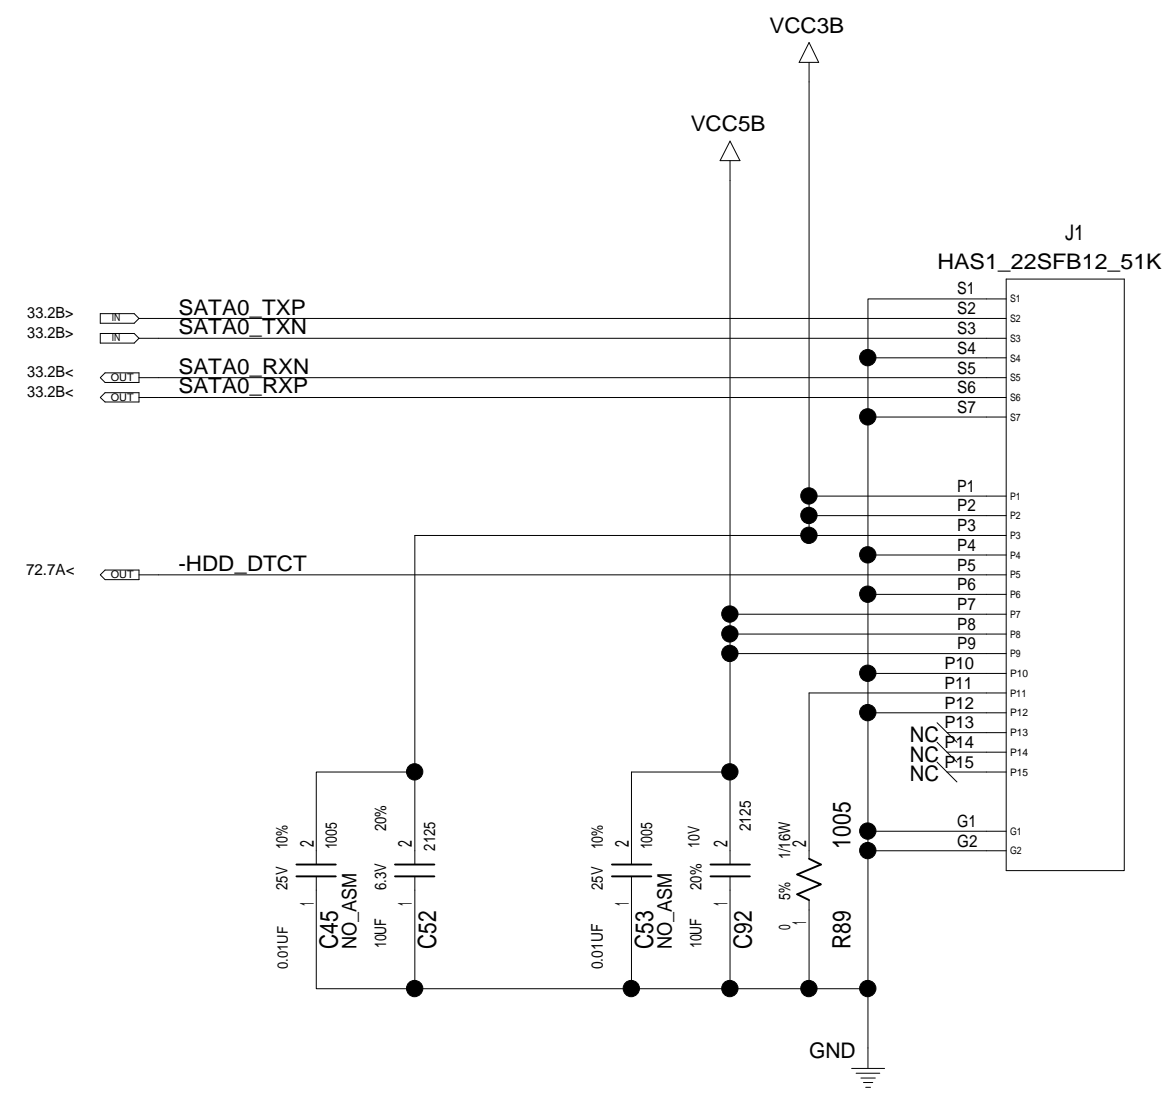 VCC3B
VCC5B
J1
HAS1_22SFB12_51K
S1 S1
33.2B> IN SATA0_TXP S2 S2
33.2B> IN SATA0_TXN S3 S3
S4 S4
33.2B< OUT SATA0_RXN S5 S5
33.2B< OUT SATA0_RXP S6 S6
S7 S7
P1 P1
P2 P2
P3 P3
P4 P4
72.7A< OUT -HDD_DTCT P5 P5
P6 P6
P7 P7
P8 P8
P9 P9
P10 P10
P11 P11
P12 P12
NC P13 P13
NC P14 P14
NC P15 P15
G1 G1
G2 G2
0.01UF 25V 10%
1 2
C45 1005
NO_ASM
10UF 6.3V 20%
1 2
C52 2125
0.01UF 25V 10%
1 2
C53 1005
NO_ASM
10UF 20% 10V
1 2
C92 2125
0 5% 1/16W
1 2
R89 1005
GND